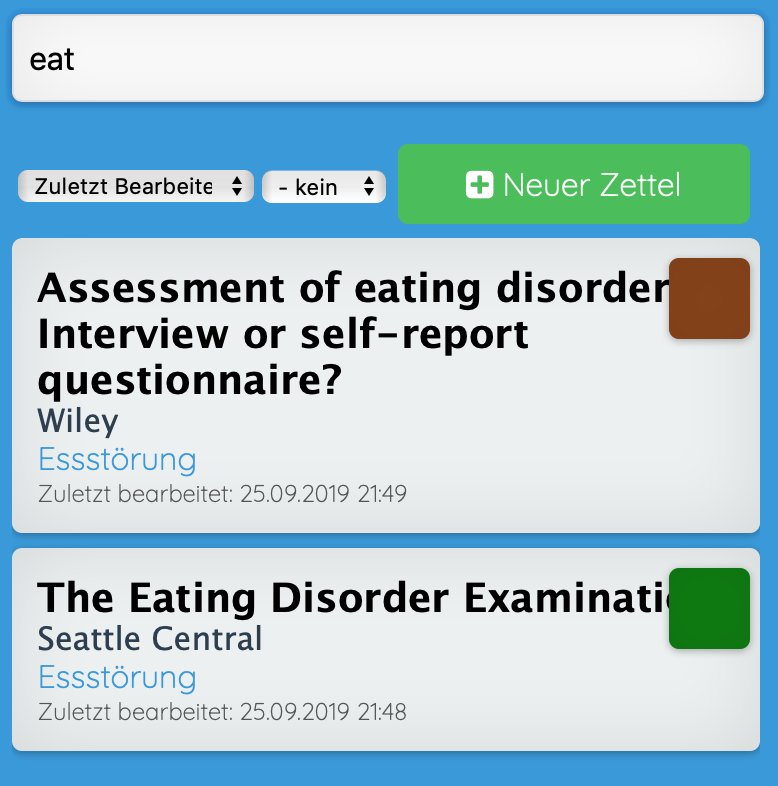 eat
Zuletzt Bearbeite
- kein
Neuer Zettel
Assessment of eating disorder
Interview or self-report
questionnaire?
Wiley
Essstörung
Zuletzt bearbeitet: 25.09.2019 21:49
The Eating Disorder Examinati
Seattle Central
Essstörung
Zuletzt bearbeitet: 25.09.2019 21:48